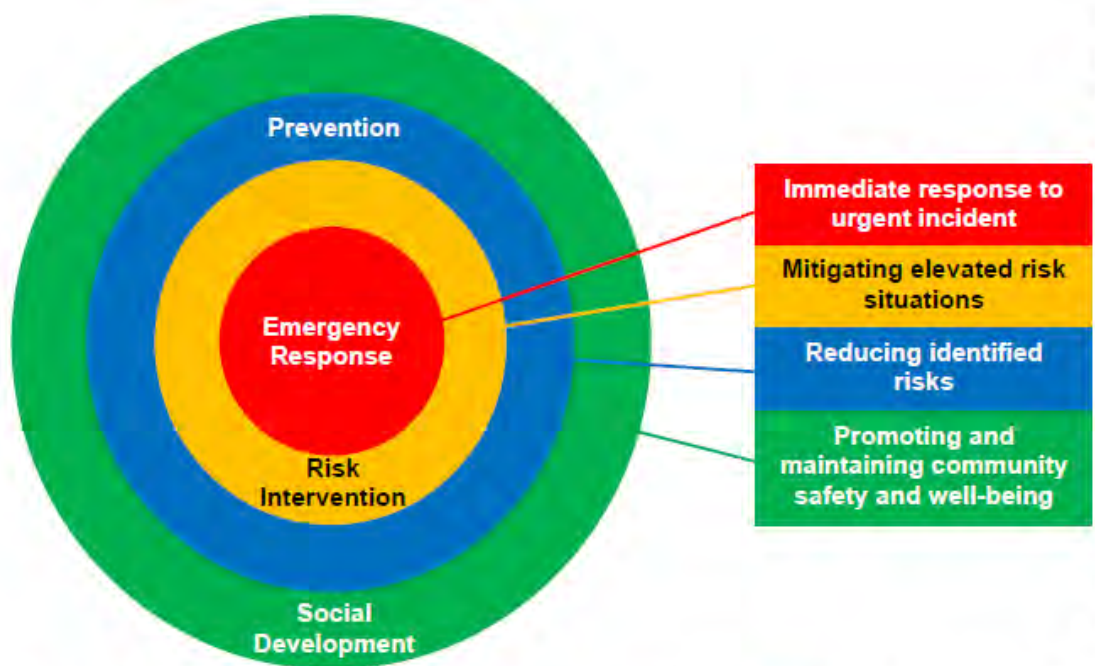 Prevention
Emergency
Response
Risk
Intervention
Social
Development
Immediate response to
urgent incident
Mitigating elevated risk
situations
Reducing identified
risks
Promoting and
maintaining community
safety and well-being